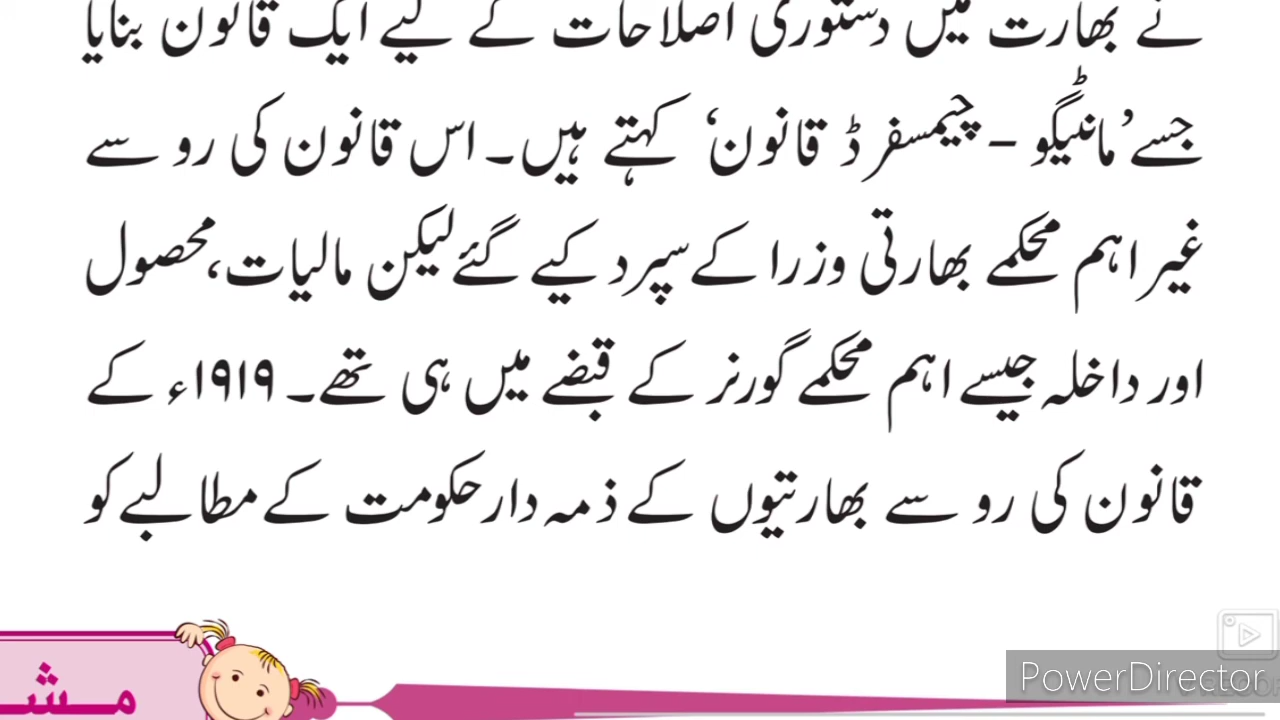 نے بھارت میں دستوری اصلاحات کے لیے ایک قانون بنایا
جسے ’مانٹیگو - چیمسفرڈ قانون‘ کہتے ہیں۔ اس قانون کی رو سے
غیر اہم محکمے بھارتی وزرا کے سپرد کیے گئے لیکن مالیات، محصول
اور داخلہ جیسے اہم محکمے گورنر کے قبضے میں ہی تھے۔ ۱۹۱۹ء کے
قانون کی رو سے بھارتیوں کے ذمہ دار حکومت کے مطالبے کو
PowerDirector